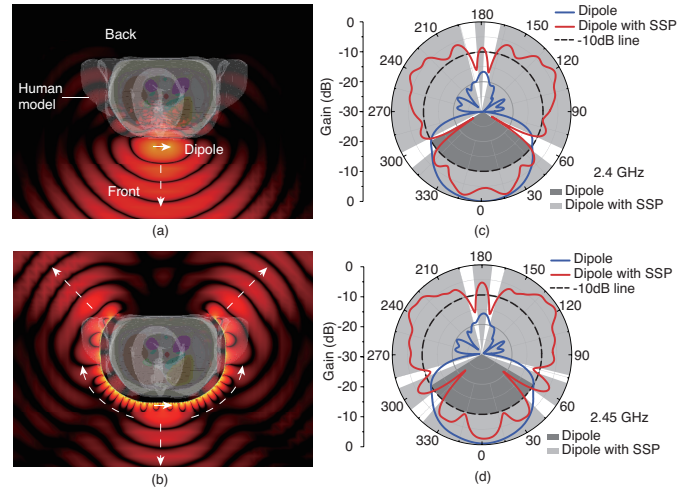 (a)
Back
Human
model
Dipole
Front
(a)
(b)
(b)
(c)
0
-10
-20
-30
-20
-10
0
Gain (dB)
180
210
150
240
120
270
90
300
60
330
30
0
Dipole
Dipole with SSP
-10dB line
2.4 GHz
Dipole
Dipole with SSP
(c)
(d)
0
-10
-20
-30
-20
-10
0
Gain (dB)
180
210
150
240
120
270
90
300
60
330
30
0
Dipole
Dipole with SSP
-10dB line
2.45 GHz
Dipole
Dipole with SSP
(d)